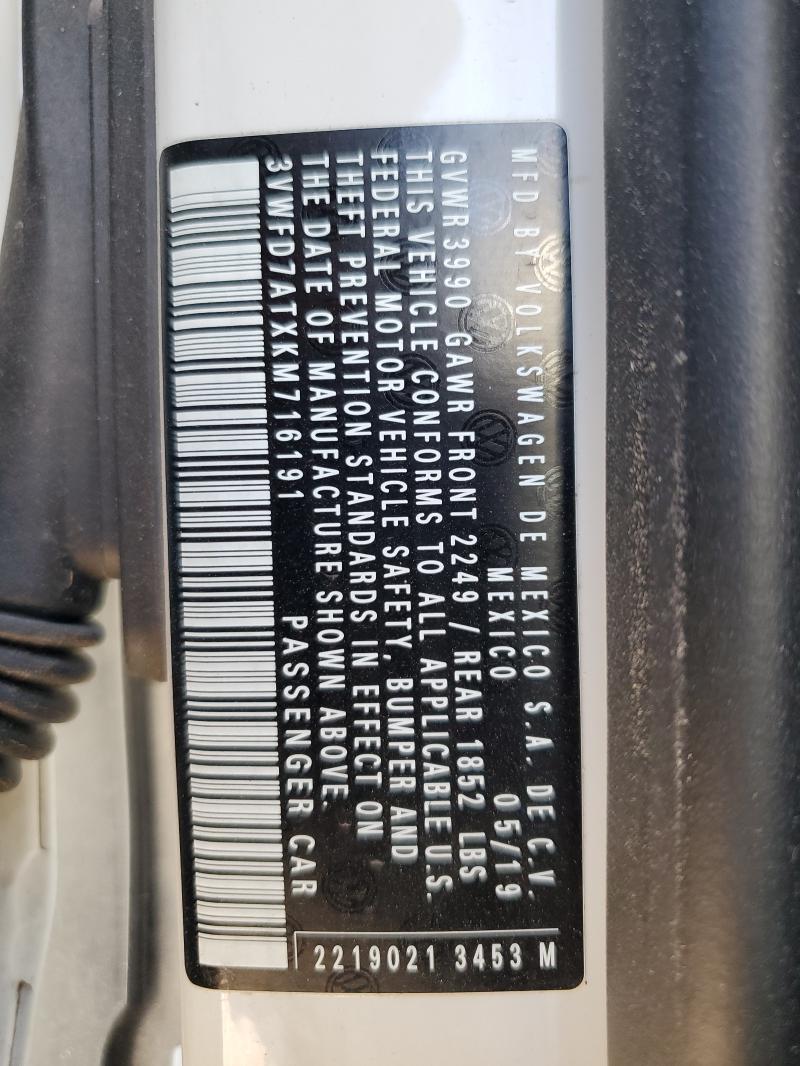 MFD BY VOLKSWAGEN DE MEXICO S.A. DE C.V.
MEXICO 05/19
GVWR 3990 GAWR FRONT 2249 / REAR 1852 LBS
THIS VEHICLE CONFORMS TO ALL APPLICABLE U.S.
FEDERAL MOTOR VEHICLE SAFETY, BUMPER AND
THEFT PREVENTION STANDARDS IN EFFECT ON
THE DATE OF MANUFACTURE SHOWN ABOVE.
3VWFD7ATXKM716191 PASSENGER CAR
2219021 3453 M